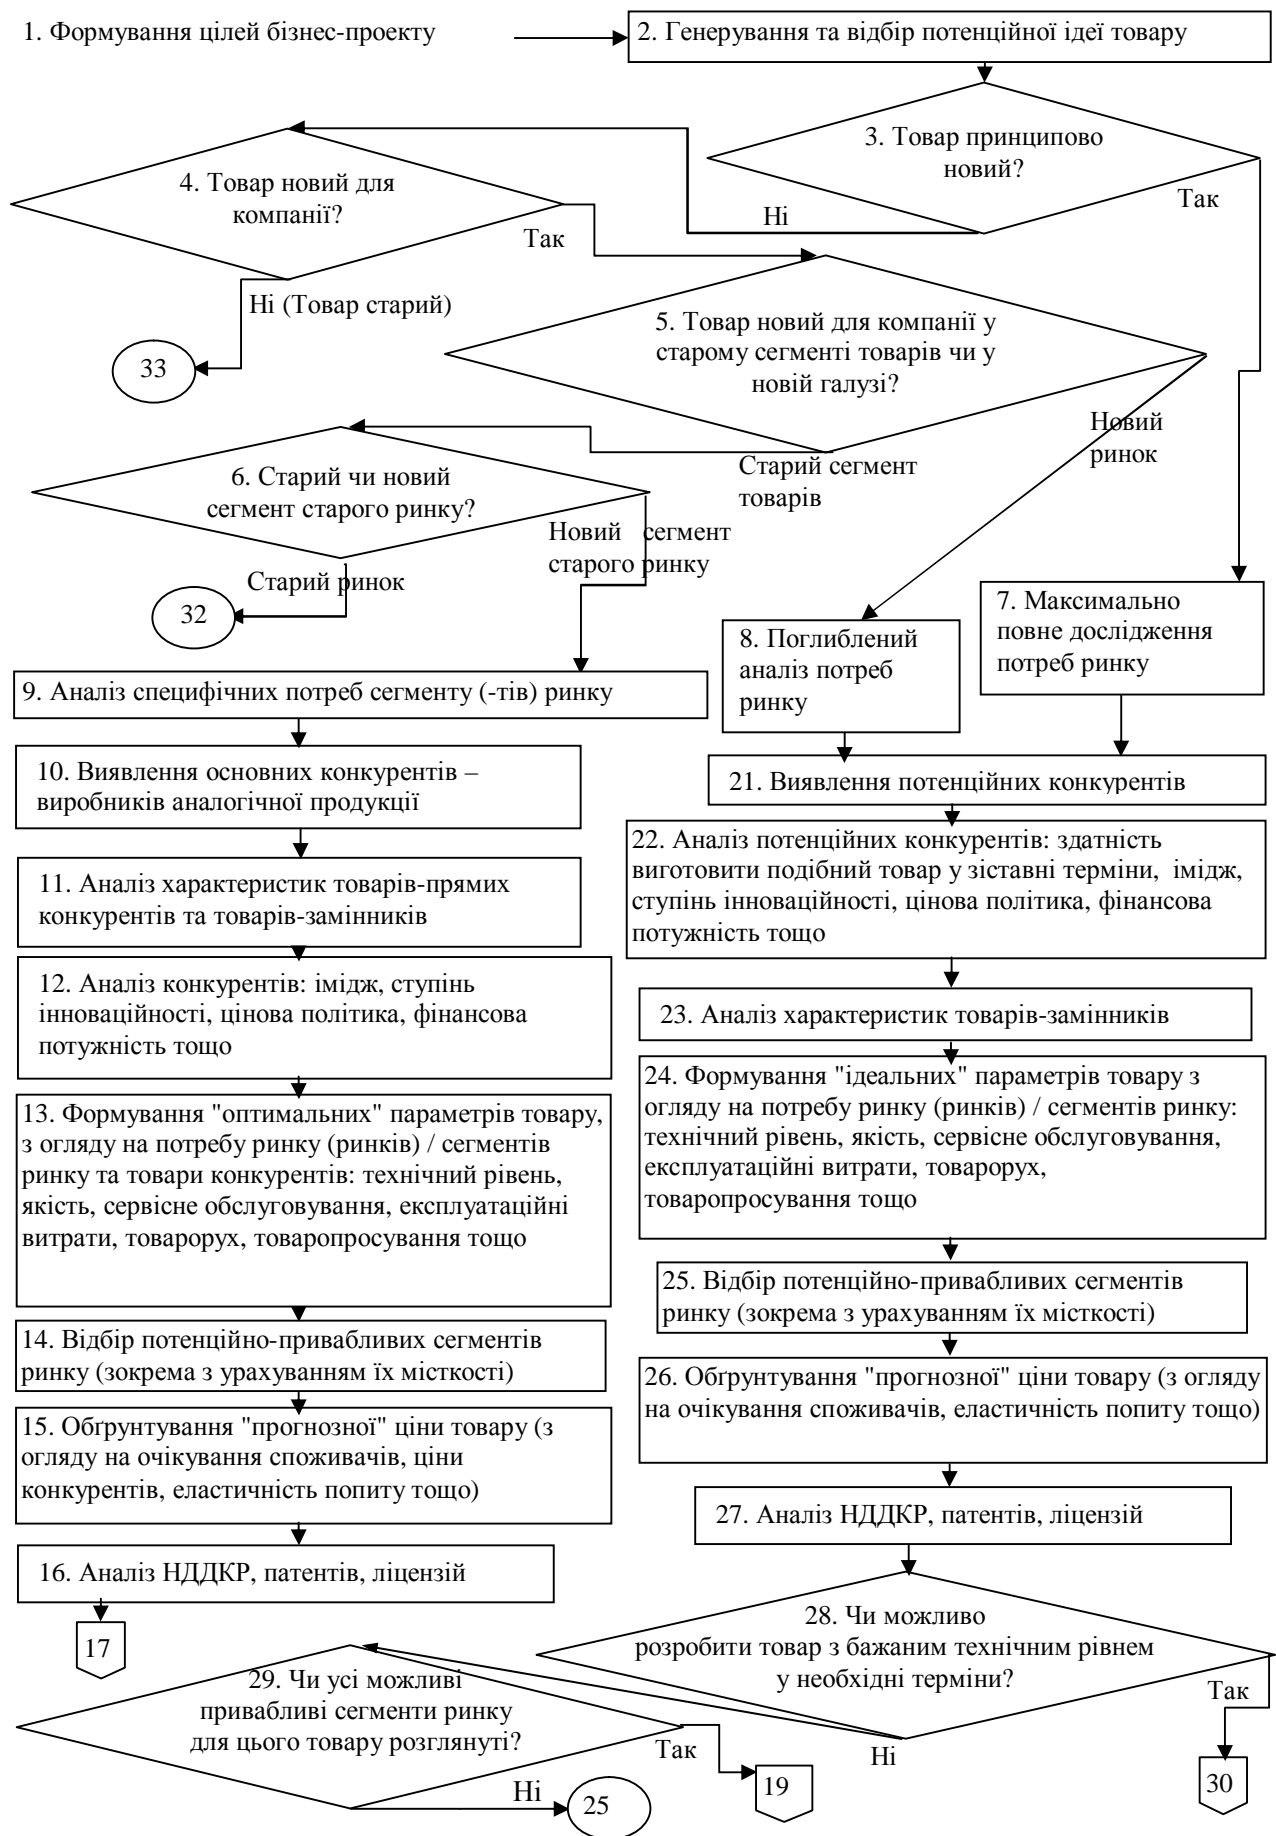 1. Формування цілей бізнес-проекту
2. Генерування та відбір потенційної ідеї товару
3. Товар принципово
новий?
Так
Ні
4. Товар новий для
компанії?
Так
Ні (Товар старий)
33
5. Товар новий для компанії у
старому сегменті товарів чи у
новій галузі?
Новий
ринок
Старий сегмент
товарів
6. Старий чи новий
сегмент старого ринку?
Новий сегмент
старого ринку
Старий ринок
32
7. Максимально
повне дослідження
потреб ринку
8. Поглиблений
аналіз потреб
ринку
9. Аналіз специфічних потреб сегменту (-тів) ринку
10. Виявлення основних конкурентів –
виробників аналогічної продукції
11. Аналіз характеристик товарів-прямих
конкурентів та товарів-замінників
12. Аналіз конкурентів: імідж, ступінь
інноваційності, цінова політика, фінансова
потужність тощо
13. Формування "оптимальних" параметрів товару,
з огляду на потребу ринку (ринків) / сегментів
ринку та товари конкурентів: технічний рівень,
якість, сервісне обслуговування, експлуатаційні
витрати, товарорух, товаропросування тощо
14. Відбір потенційно-привабливих сегментів
ринку (зокрема з урахуванням їх місткості)
15. Обґрунтування "прогнозної" ціни товару (з
огляду на очікування споживачів, ціни
конкурентів, еластичність попиту тощо)
16. Аналіз НДДКР, патентів, ліцензій
17
21. Виявлення потенційних конкурентів
22. Аналіз потенційних конкурентів: здатність
виготовити подібний товар у зіставні терміни, імідж,
ступінь інноваційності, цінова політика, фінансова
потужність тощо
23. Аналіз характеристик товарів-замінників
24. Формування "ідеальних" параметрів товару з
огляду на потребу ринку (ринків) / сегментів ринку:
технічний рівень, якість, сервісне обслуговування,
експлуатаційні витрати, товарорух,
товаропросування тощо
25. Відбір потенційно-привабливих сегментів
ринку (зокрема з урахуванням їх місткості)
26. Обґрунтування "прогнозної" ціни товару (з огляду
на очікування споживачів, еластичність попиту тощо)
27. Аналіз НДДКР, патентів, ліцензій
28. Чи можливо
розробити товар з бажаним технічним рівнем
у необхідні терміни?
Так
Ні
30
29. Чи усі можливі
привабливі сегменти ринку
для цього товару розглянуті?
Так
19
Ні
25